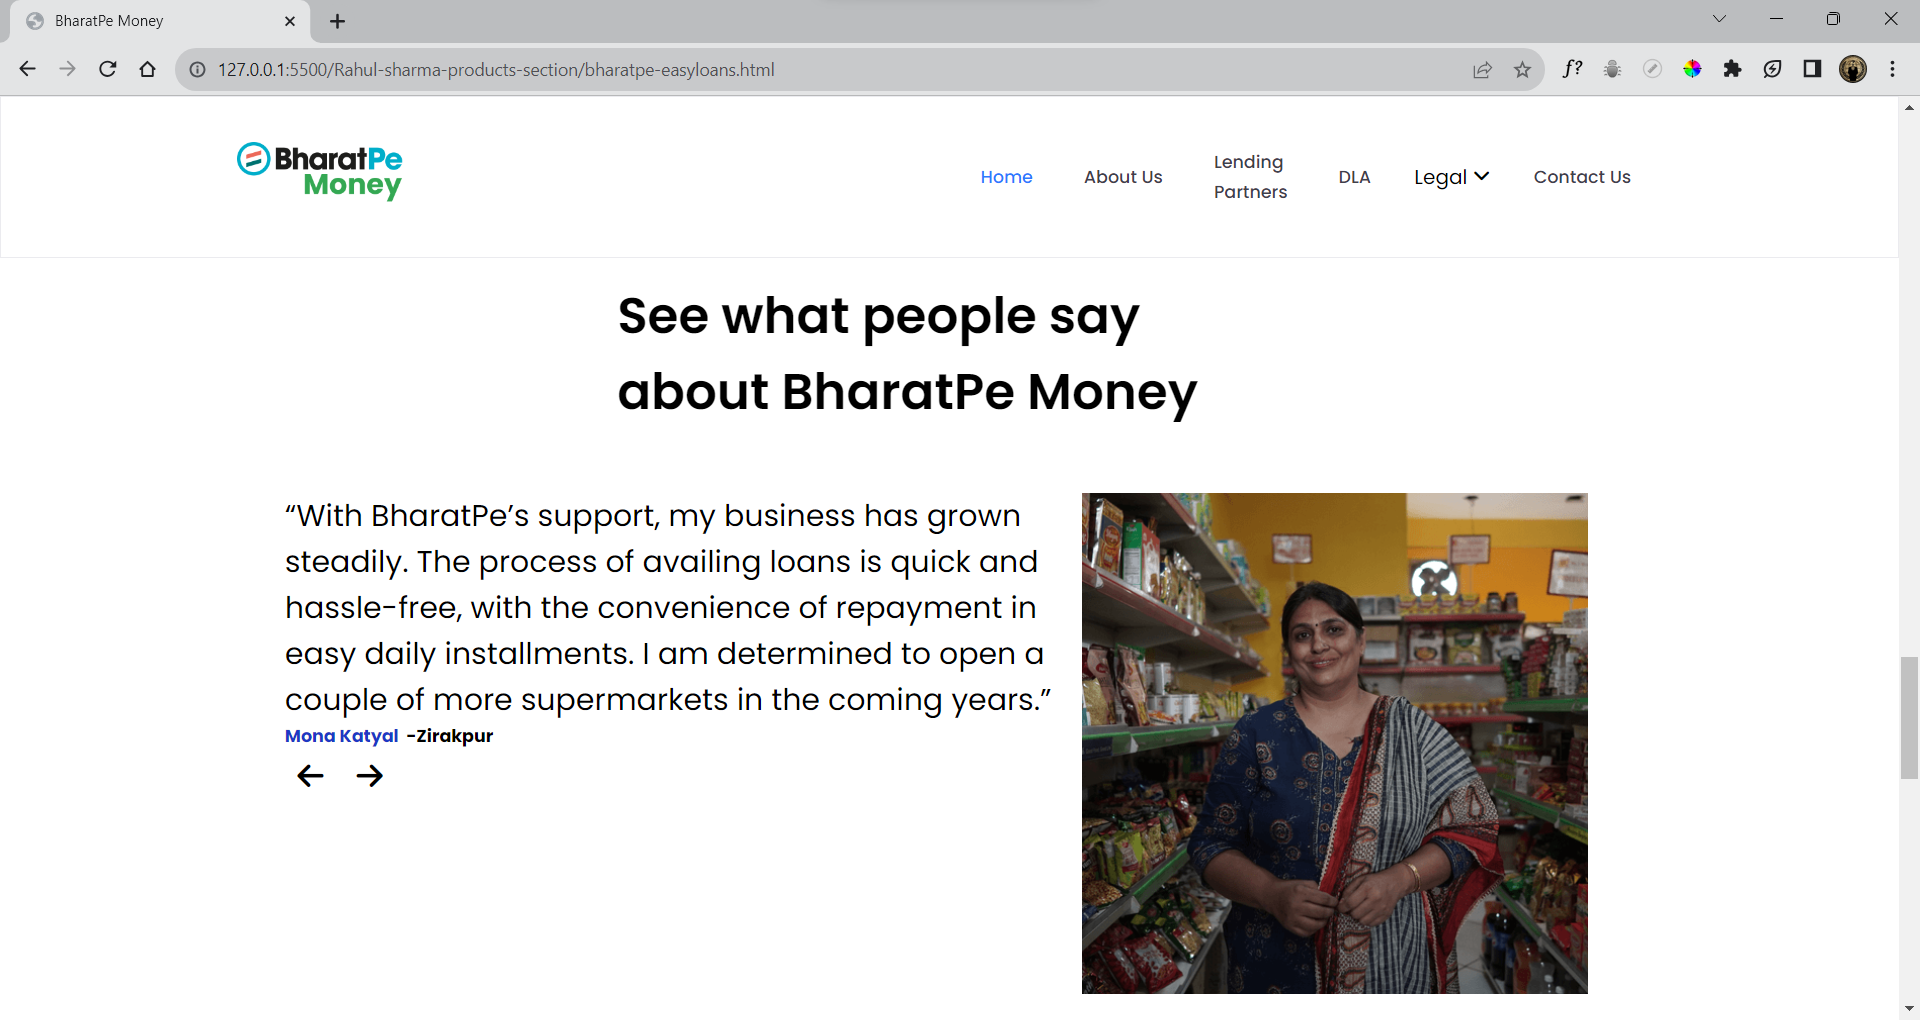 BharatPe Money
127.0.0.1:5500/Rahul-sharma-products-section/bharatpe-easyloans.html
f?
BharatPe
Money
Home
About Us
Lending
Partners
DLA
Legal
Contact Us
See what people say
about BharatPe Money
“With BharatPe’s support, my business has grown
steadily. The process of availing loans is quick and
hassle-free, with the convenience of repayment in
easy daily installments. I am determined to open a
couple of more supermarkets in the coming years.”
Mona Katyal -Zirakpur